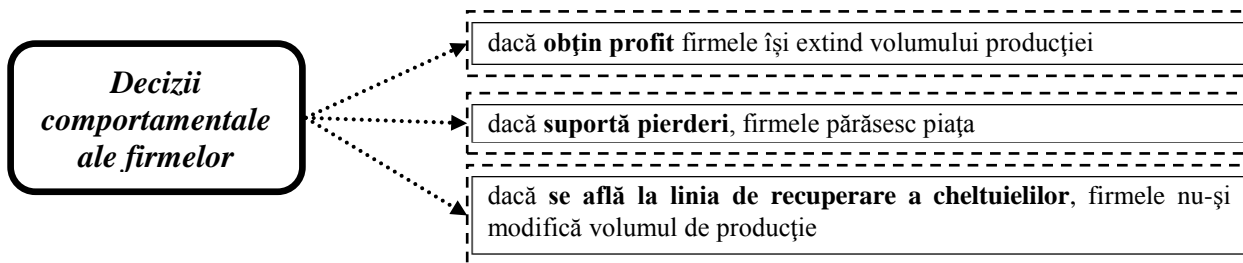 Decizii
comportamentale
ale firmelor
dacă obţin profit firmele îşi extind volumului producţiei
dacă suportă pierderi, firmele părăsesc piaţa
dacă se află la linia de recuperare a cheltuielilor, firmele nu-şi
modifică volumul de producţie